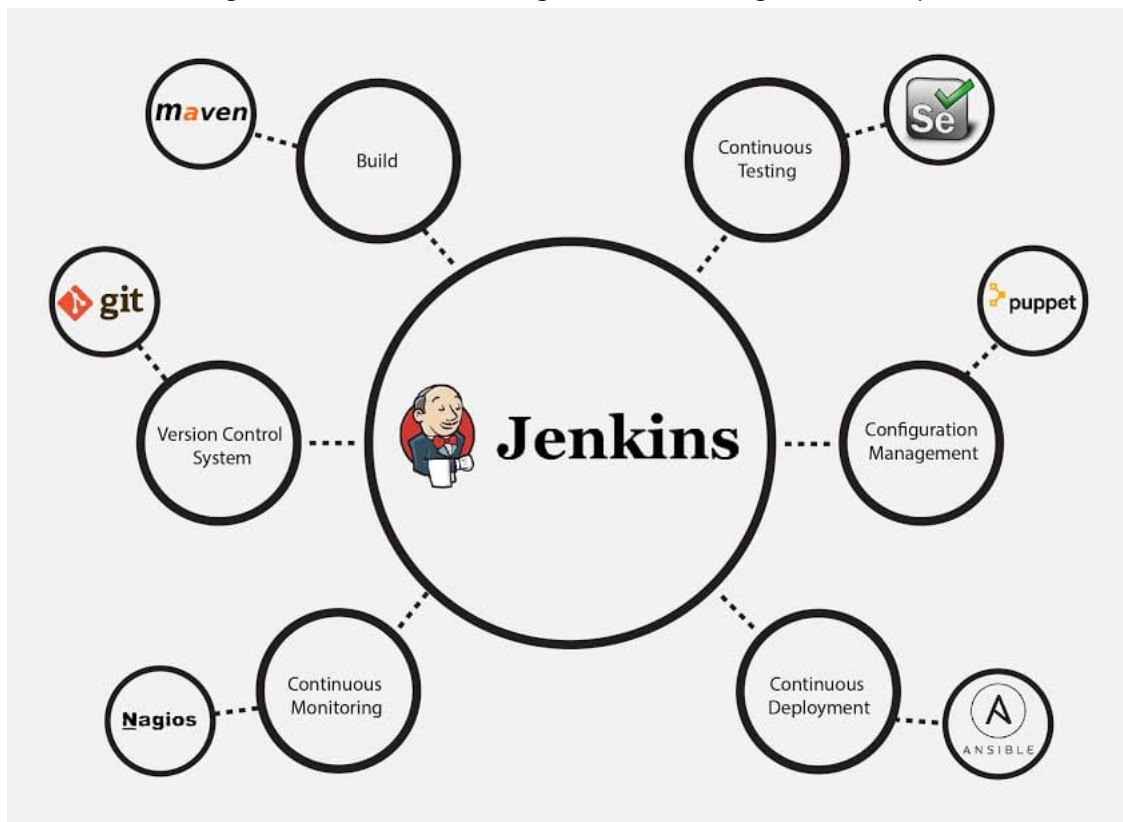 maven
Build
Continuous
Testing
Se
git
puppet
Version Control
System
Jenkins
Configuration
Management
Continuous
Monitoring
Nagios
Continuous
Deployment
ANSIBLE